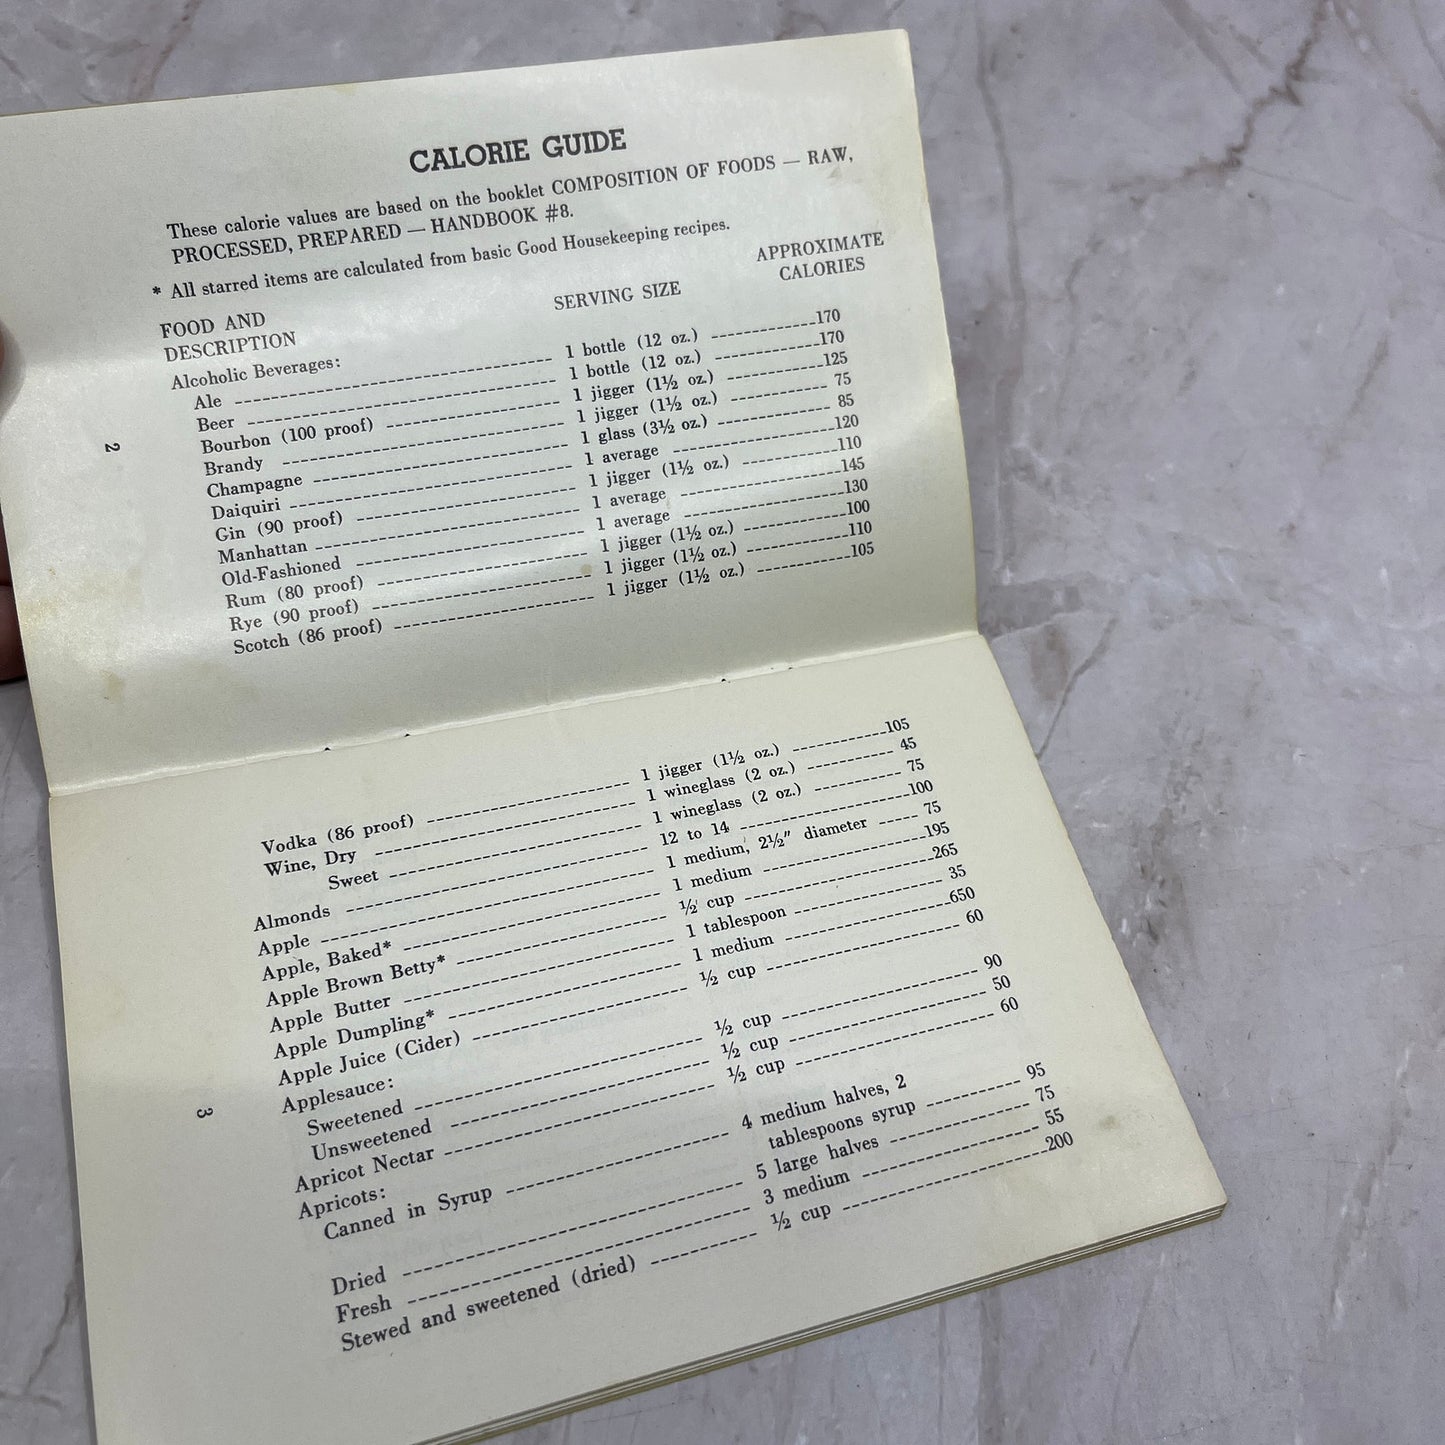 CALORIE GUIDE
These calorie values are based on the booklet COMPOSITION OF FOODS — RAW,
PROCESSED, PREPARED — HANDBOOK #8.
* All starred items are calculated from basic Good Housekeeping recipes.
FOOD AND DESCRIPTION SERVING SIZE APPROXIMATE CALORIES
Alcoholic Beverages:
Ale 1 bottle (12 oz.) 170
Beer 1 bottle (12 oz.) 170
Bourbon (100 proof) 1 jigger (1½ oz.) 125
Brandy 1 jigger (1½ oz.) 75
Champagne 1 glass (3½ oz.) 85
Daiquiri 1 average 120
Gin (90 proof) 1 jigger (1½ oz.) 110
Manhattan 1 average 145
Old-Fashioned 1 average 130
Rum (80 proof) 1 jigger (1½ oz.) 100
Rye (90 proof) 1 jigger (1½ oz.) 110
Scotch (86 proof) 1 jigger (1½ oz.) 105
2
Vodka (86 proof) 1 jigger (1½ oz.) 105
Wine, Dry 1 wineglass (2 oz.) 45
Sweet 1 wineglass (2 oz.) 75
Almonds 12 to 14 100
Apple 1 medium, 2½" diameter 75
Apple, Baked* 1 medium 195
Apple Brown Betty* ½ cup 265
Apple Butter 1 tablespoon 35
Apple Dumpling* 1 medium 650
Apple Juice (Cider) ½ cup 60
Applesauce:
Sweetened ½ cup 90
Unsweetened ½ cup 50
Apricot Nectar ½ cup 60
Apricots:
Canned in Syrup 4 medium halves, 2
tablespoons syrup 95
Dried 5 large halves 75
Fresh 3 medium 55
Stewed and sweetened (dried) ½ cup 200
3